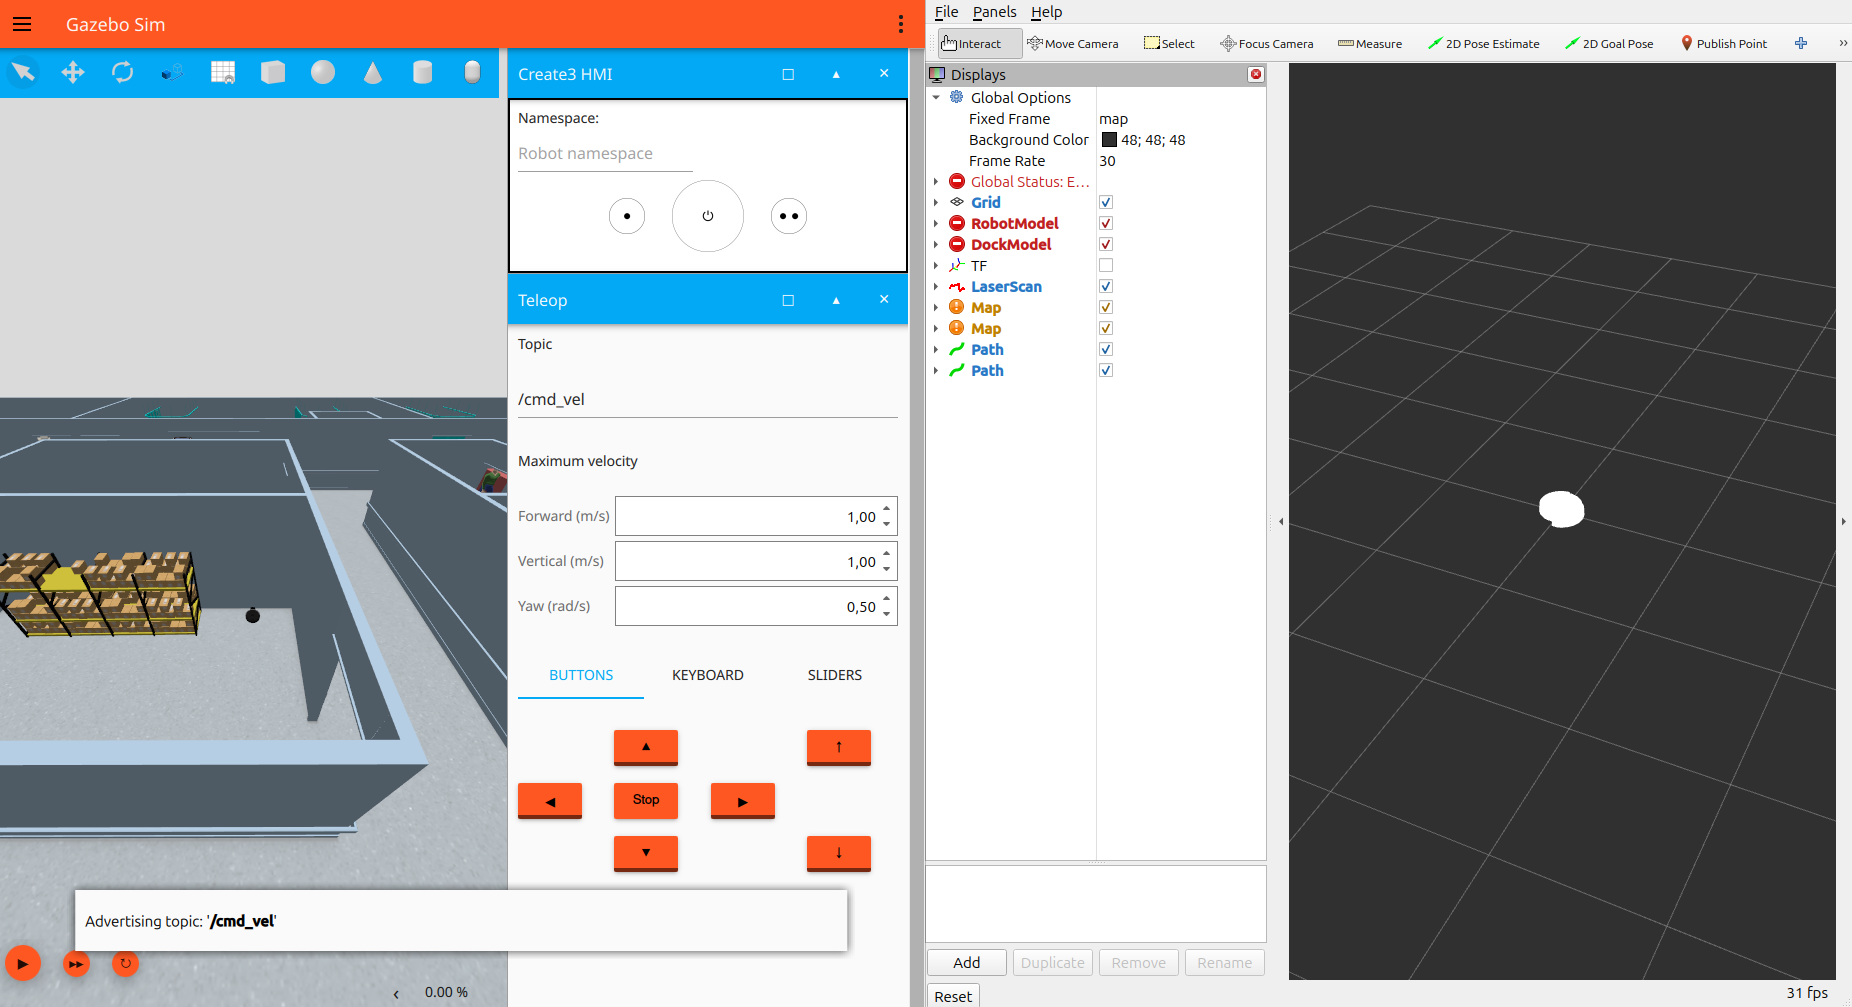 Gazebo Sim
Create3 HMI
Namespace:
Robot namespace
Teleop
Topic
/cmd_vel
Maximum velocity
Forward (m/s) 1,00
Vertical (m/s) 1,00
Yaw (rad/s) 0,50
BUTTONS KEYBOARD SLIDERS
Stop
Advertising topic: '/cmd_vel'
0.00 %
File Panels Help
Interact Move Camera Select Focus Camera Measure 2D Pose Estimate 2D Goal Pose Publish Point
Displays
Global Options
Fixed Frame map
Background Color 48; 48; 48
Frame Rate 30
Global Status: E...
Grid
RobotModel
DockModel
TF
LaserScan
Map
Map
Path
Path
Add Duplicate Remove Rename
Reset
31 fps